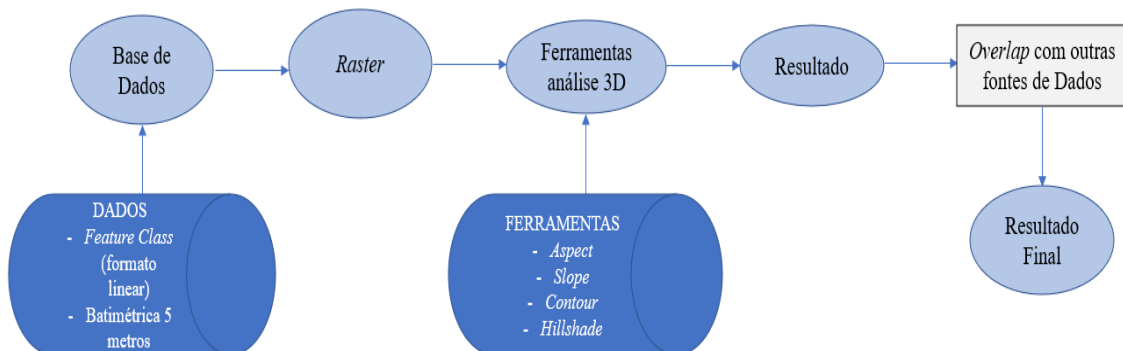 Base de
Dados
Raster
Ferramentas
análise 3D
Resultado
Overlap com outras
fontes de Dados
DADOS
- Feature Class
(formato
linear)
- Batimétrica 5
metros
FERRAMENTAS
- Aspect
- Slope
- Contour
- Hillshade
Resultado
Final